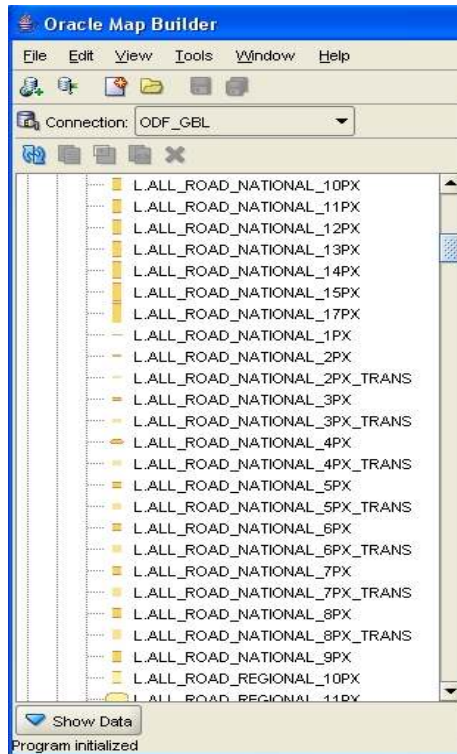 Oracle Map Builder
File Edit View Tools Window Help
Connection: ODF_GBL
L.ALL_ROAD_NATIONAL_10PX
L.ALL_ROAD_NATIONAL_11PX
L.ALL_ROAD_NATIONAL_12PX
L.ALL_ROAD_NATIONAL_13PX
L.ALL_ROAD_NATIONAL_14PX
L.ALL_ROAD_NATIONAL_15PX
L.ALL_ROAD_NATIONAL_17PX
L.ALL_ROAD_NATIONAL_1PX
L.ALL_ROAD_NATIONAL_2PX
L.ALL_ROAD_NATIONAL_2PX_TRANS
L.ALL_ROAD_NATIONAL_3PX
L.ALL_ROAD_NATIONAL_3PX_TRANS
L.ALL_ROAD_NATIONAL_4PX
L.ALL_ROAD_NATIONAL_4PX_TRANS
L.ALL_ROAD_NATIONAL_5PX
L.ALL_ROAD_NATIONAL_5PX_TRANS
L.ALL_ROAD_NATIONAL_6PX
L.ALL_ROAD_NATIONAL_6PX_TRANS
L.ALL_ROAD_NATIONAL_7PX
L.ALL_ROAD_NATIONAL_7PX_TRANS
L.ALL_ROAD_NATIONAL_8PX
L.ALL_ROAD_NATIONAL_8PX_TRANS
L.ALL_ROAD_NATIONAL_9PX
L.ALL_ROAD_REGIONAL_10PX
L.ALL_ROAD_REGIONAL_11PX
Show Data
Program initialized